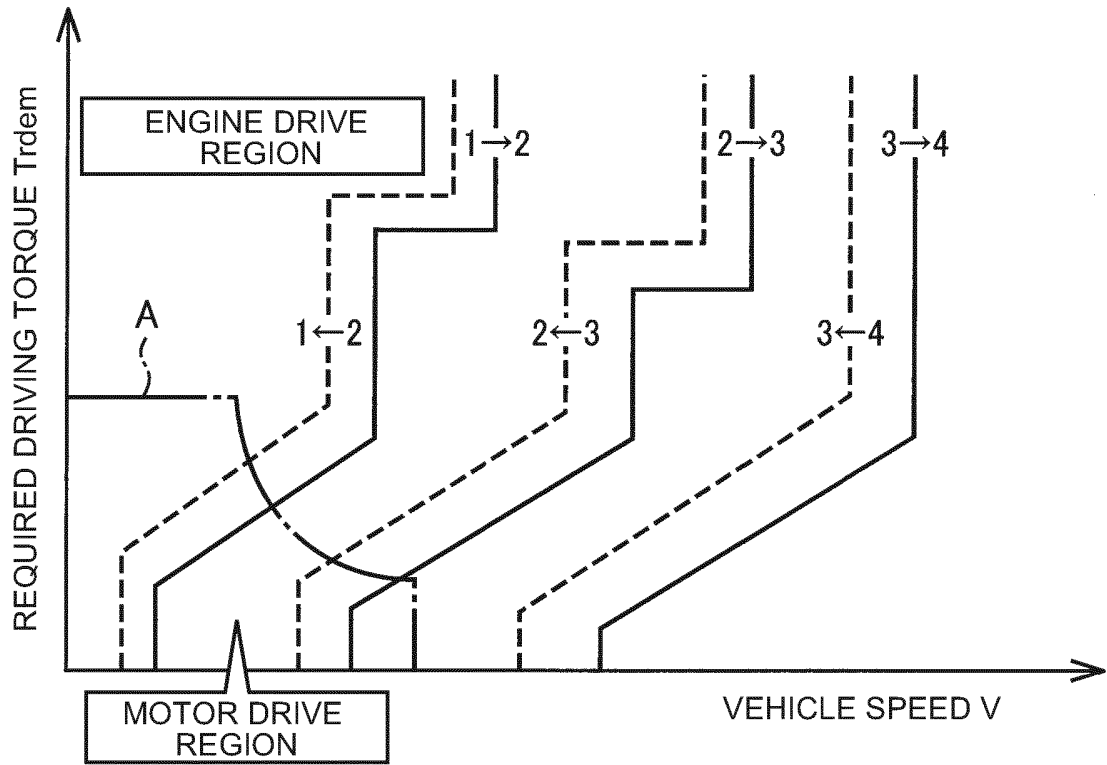 REQUIRED DRIVING TORQUE Trdem
ENGINE DRIVE
REGION
1→2
2→3
3→4
A
1←2
2←3
3←4
MOTOR DRIVE
REGION
VEHICLE SPEED V